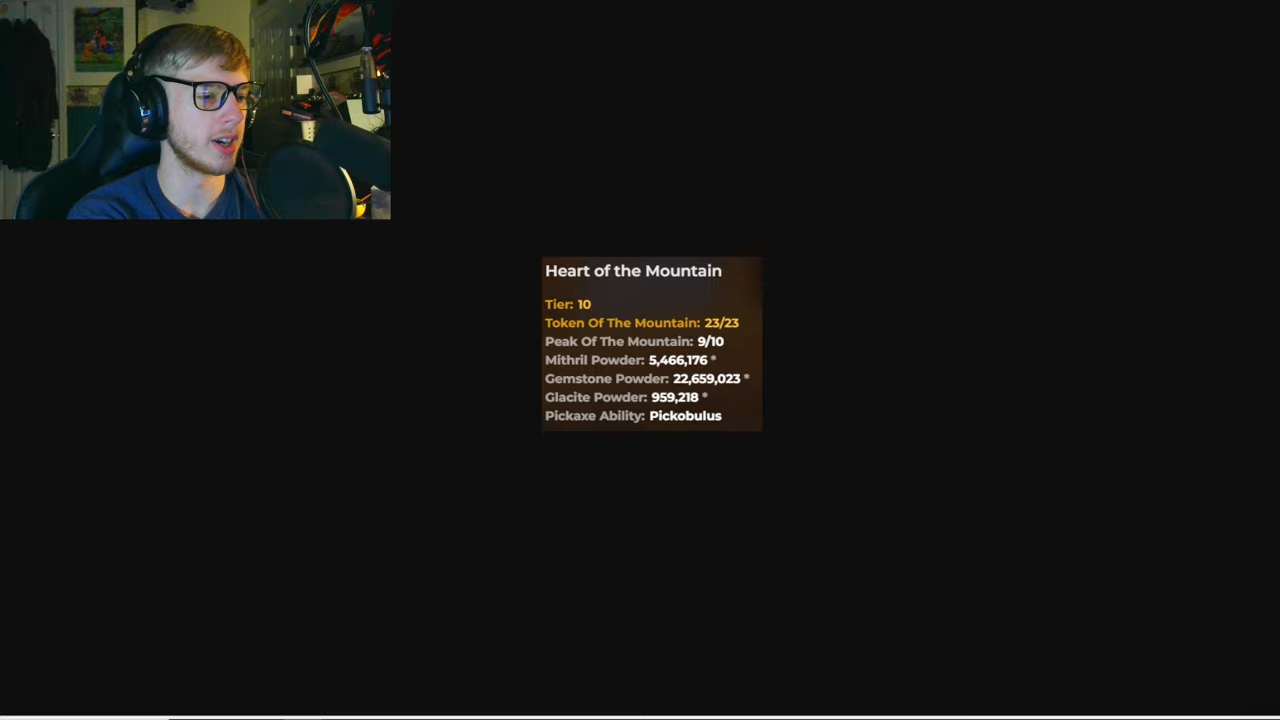 Heart of the Mountain
Tier: 10
Token Of The Mountain: 23/23
Peak Of The Mountain: 9/10
Mithril Powder: 5,466,176 *
Gemstone Powder: 22,659,023 *
Glacite Powder: 959,218 *
Pickaxe Ability: Pickobulus